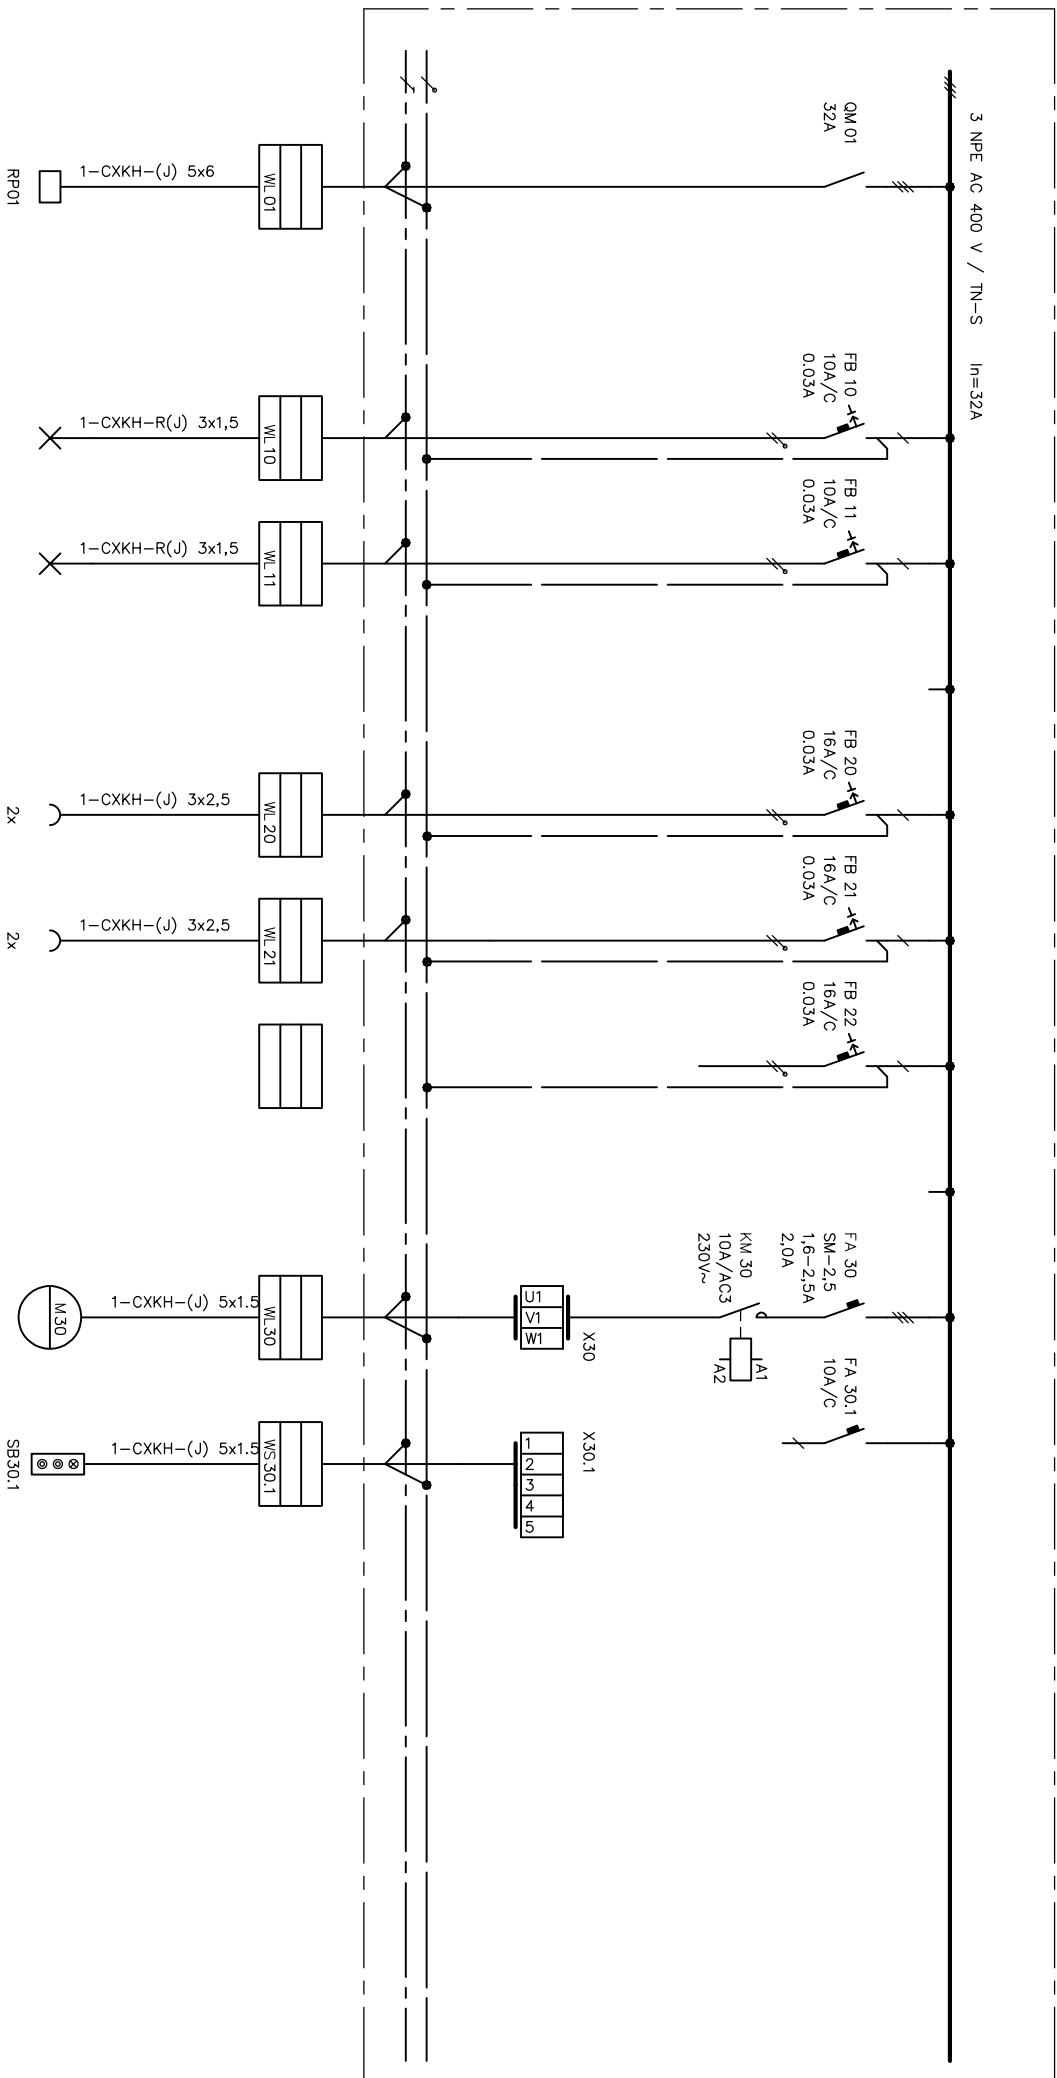 3 NPE AC 400 V / TN-S    In=32A
QM 01
32A
FB 10
10A/C
0.03A
FB 11
10A/C
0.03A
FB 20
16A/C
0.03A
FB 21
16A/C
0.03A
FB 22
16A/C
0.03A
FA 30
SM-2,5
1,6-2,5A
2,0A
FA 30.1
10A/C
KM 30
10A/AC3
230V~
A1
A2
X30
U1
V1
W1
X30.1
1
2
3
4
5
WL 01
WL 10
WL 11
WL 20
WL 21
WL30
WS 30.1
1-CXKH-(J) 5x6
1-CXKH-R(J) 3x1,5
1-CXKH-R(J) 3x1,5
1-CXKH-(J) 3x2,5
1-CXKH-(J) 3x2,5
1-CXKH-(J) 5x1.5
1-CXKH-(J) 5x1.5
RP01
2x
2x
M30
SB30.1